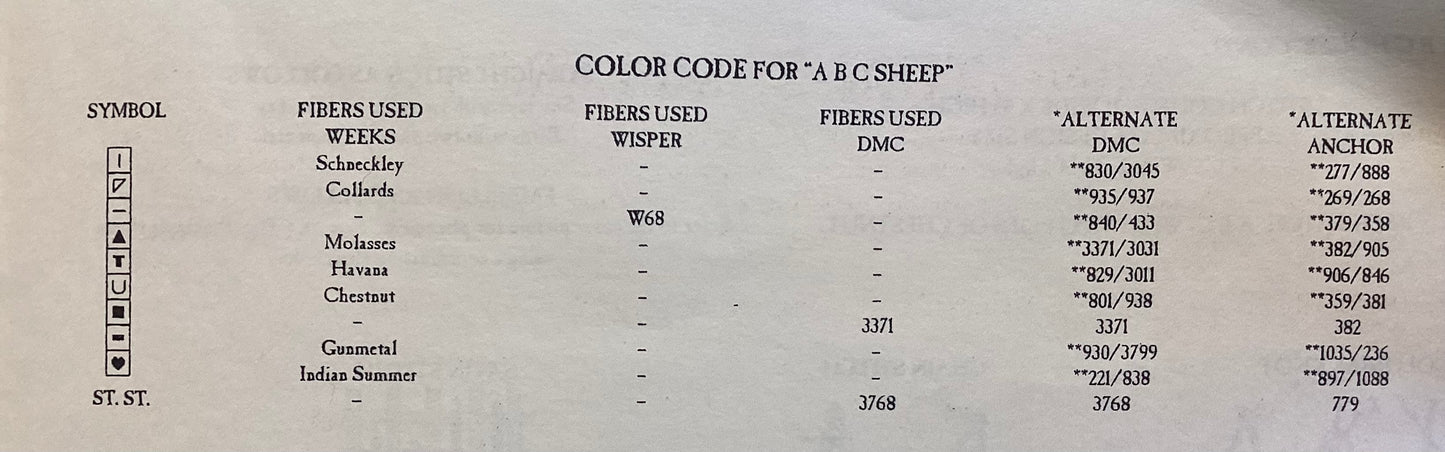 COLOR CODE FOR "A B C SHEEP"
SYMBOL FIBERS USED WEEKS FIBERS USED WISPER FIBERS USED DMC *ALTERNATE DMC *ALTERNATE ANCHOR
| Schneckley – – **830/3045 **277/888
◸ Collards – – **935/937 **269/268
– – W68 – **840/433 **379/358
▲ Molasses – – **3371/3031 **382/905
T Havana – – **829/3011 **906/846
U Chestnut – – **801/938 **359/381
■ – – 3371 3371 382
▬ Gunmetal – – **930/3799 **1035/236
♥ Indian Summer – – **221/838 **897/1088
ST. ST. – – 3768 3768 779